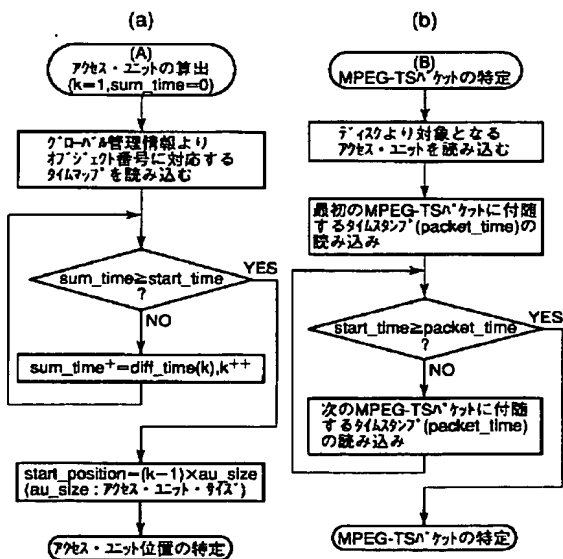 (a)
(A)
アクセス・ユニットの算出
{k=1,sum_time=0}
グローバル管理情報より
オブジェクト番号に対応する
タイムマップを読み込む
sum_time≧start_time
?
YES
NO
sum_time+=diff_time(k),k++
start_position=(k-1)×au_size
(au_size:アクセス・ユニット・サイズ)
アクセス・ユニット位置の特定
(b)
(B)
MPEG-TSパケットの特定
ディスクより対象となる
アクセス・ユニットを読み込む
最初のMPEG-TSパケットに付随
するタイムスタンプ(packet_time)の
読み込み
start_time≧packet_time
?
YES
NO
次のMPEG-TSパケットに付随
するタイムスタンプ(packet_time)
の読み込み
MPEG-TSパケットの特定